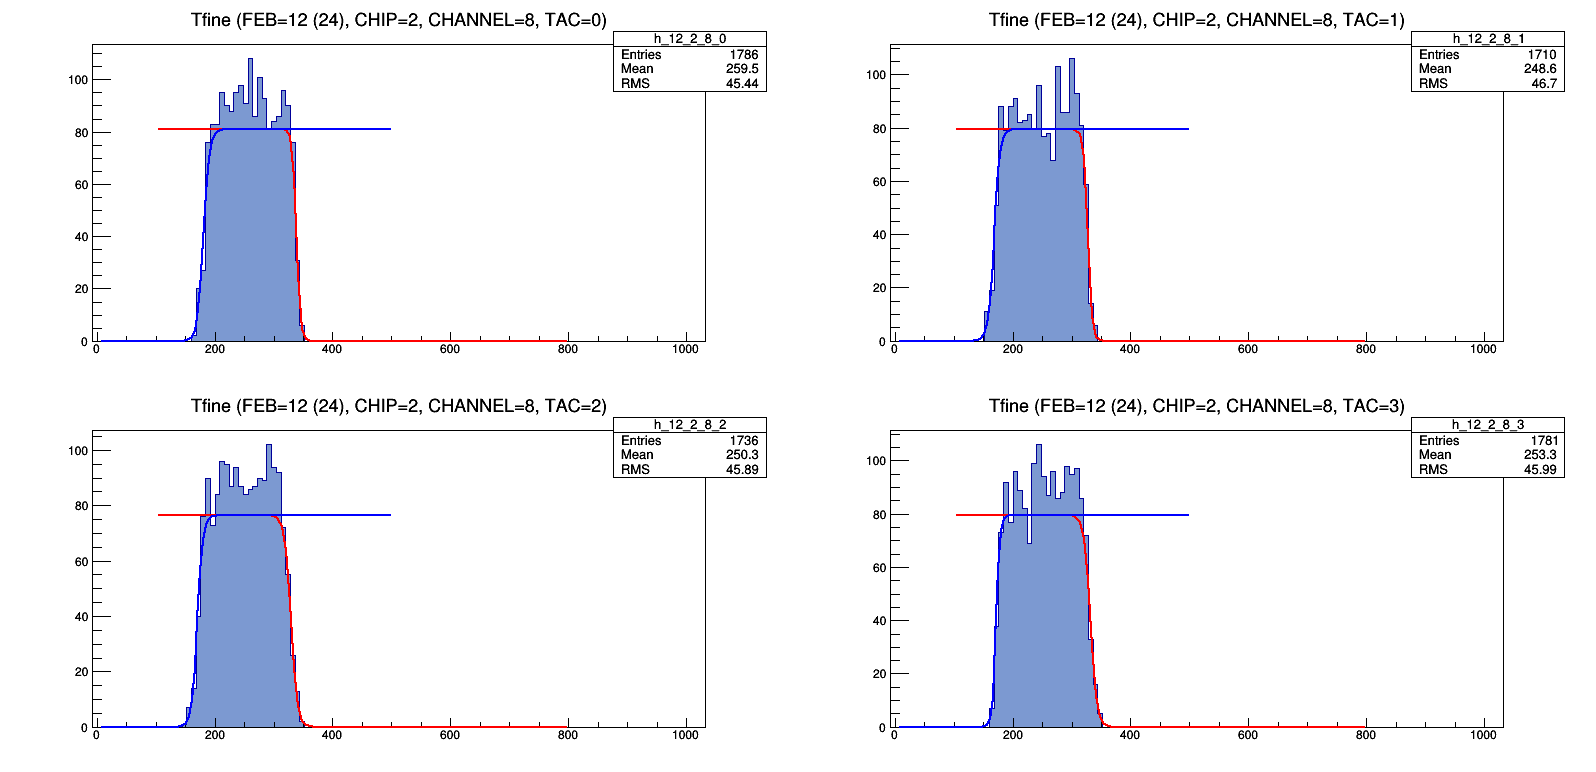 Tfine (FEB=12 (24), CHIP=2, CHANNEL=8, TAC=0)
h_12_2_8_0
Entries 1786
Mean 259.5
RMS 45.44
100
80
60
40
20
0
0 200 400 600 800 1000
Tfine (FEB=12 (24), CHIP=2, CHANNEL=8, TAC=1)
h_12_2_8_1
Entries 1710
Mean 248.6
RMS 46.7
100
80
60
40
20
0
0 200 400 600 800 1000
Tfine (FEB=12 (24), CHIP=2, CHANNEL=8, TAC=2)
h_12_2_8_2
Entries 1736
Mean 250.3
RMS 45.89
100
80
60
40
20
0
0 200 400 600 800 1000
Tfine (FEB=12 (24), CHIP=2, CHANNEL=8, TAC=3)
h_12_2_8_3
Entries 1781
Mean 253.3
RMS 45.99
100
80
60
40
20
0
0 200 400 600 800 1000